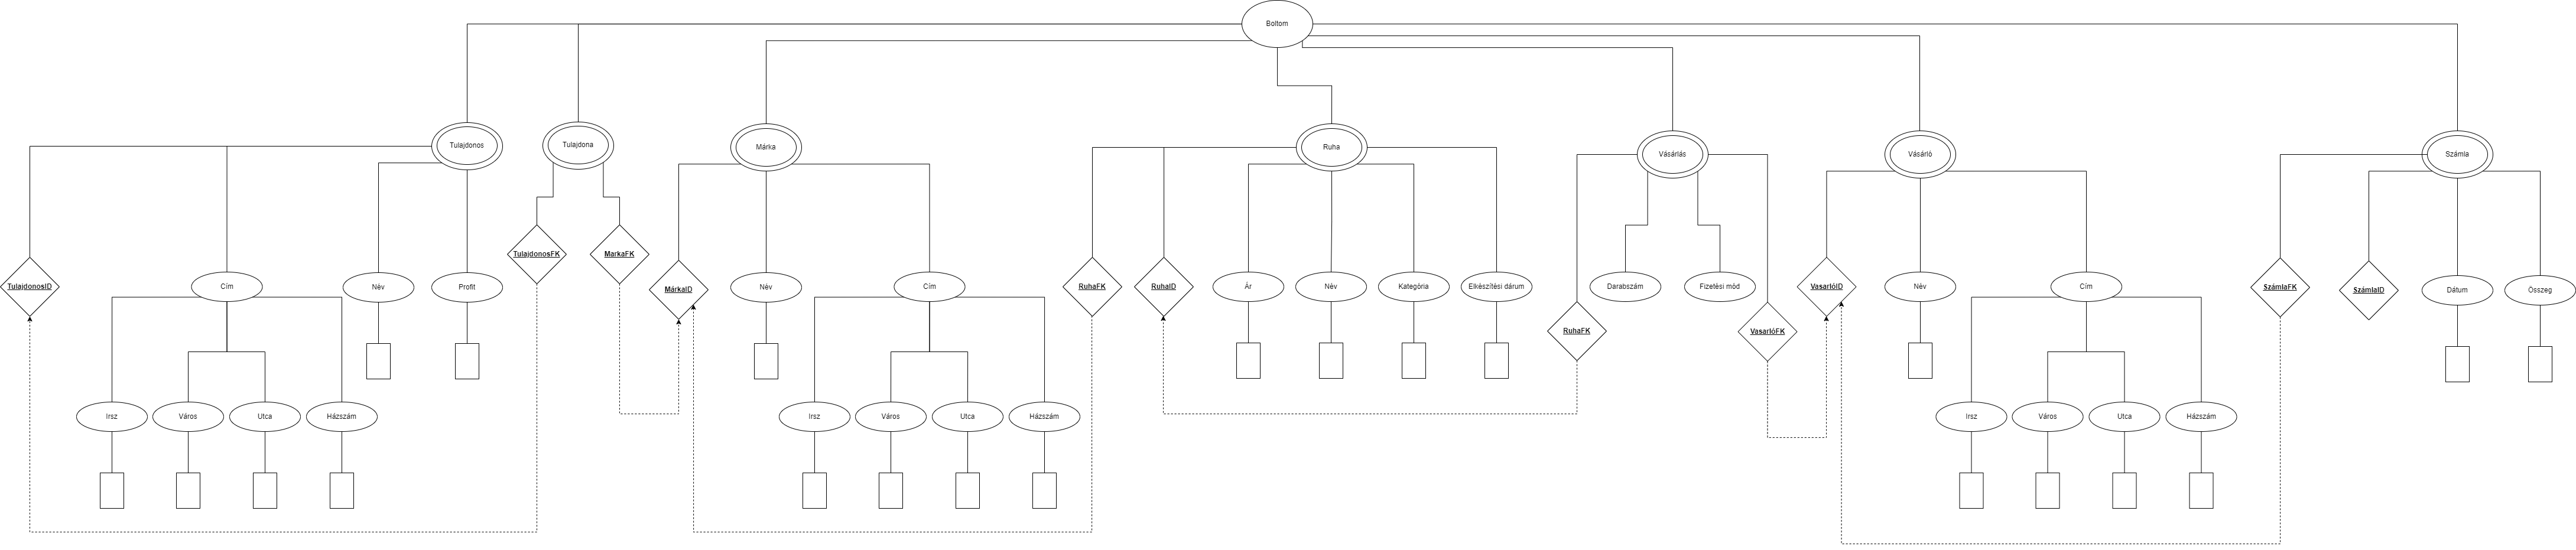 Boltom
Tulajdonos
Tulajdona
Márka
Ruha
Vásárlás
Vásárló
Számla
TulajdonosFK
MarkaFK
TulajdonosID
Cím
Név
Profit
MárkaID
Név
Cím
RuhaFK
RuhaID
Ár
Név
Kategória
Elkészítési dárum
Darabszám
Fizetési mód
VasarlóID
Név
Cím
SzámlaFK
SzámlaID
Dátum
Összeg
RuhaFK
VasarlóFK
Irsz
Város
Utca
Házszám
Irsz
Város
Utca
Házszám
Irsz
Város
Utca
Házszám